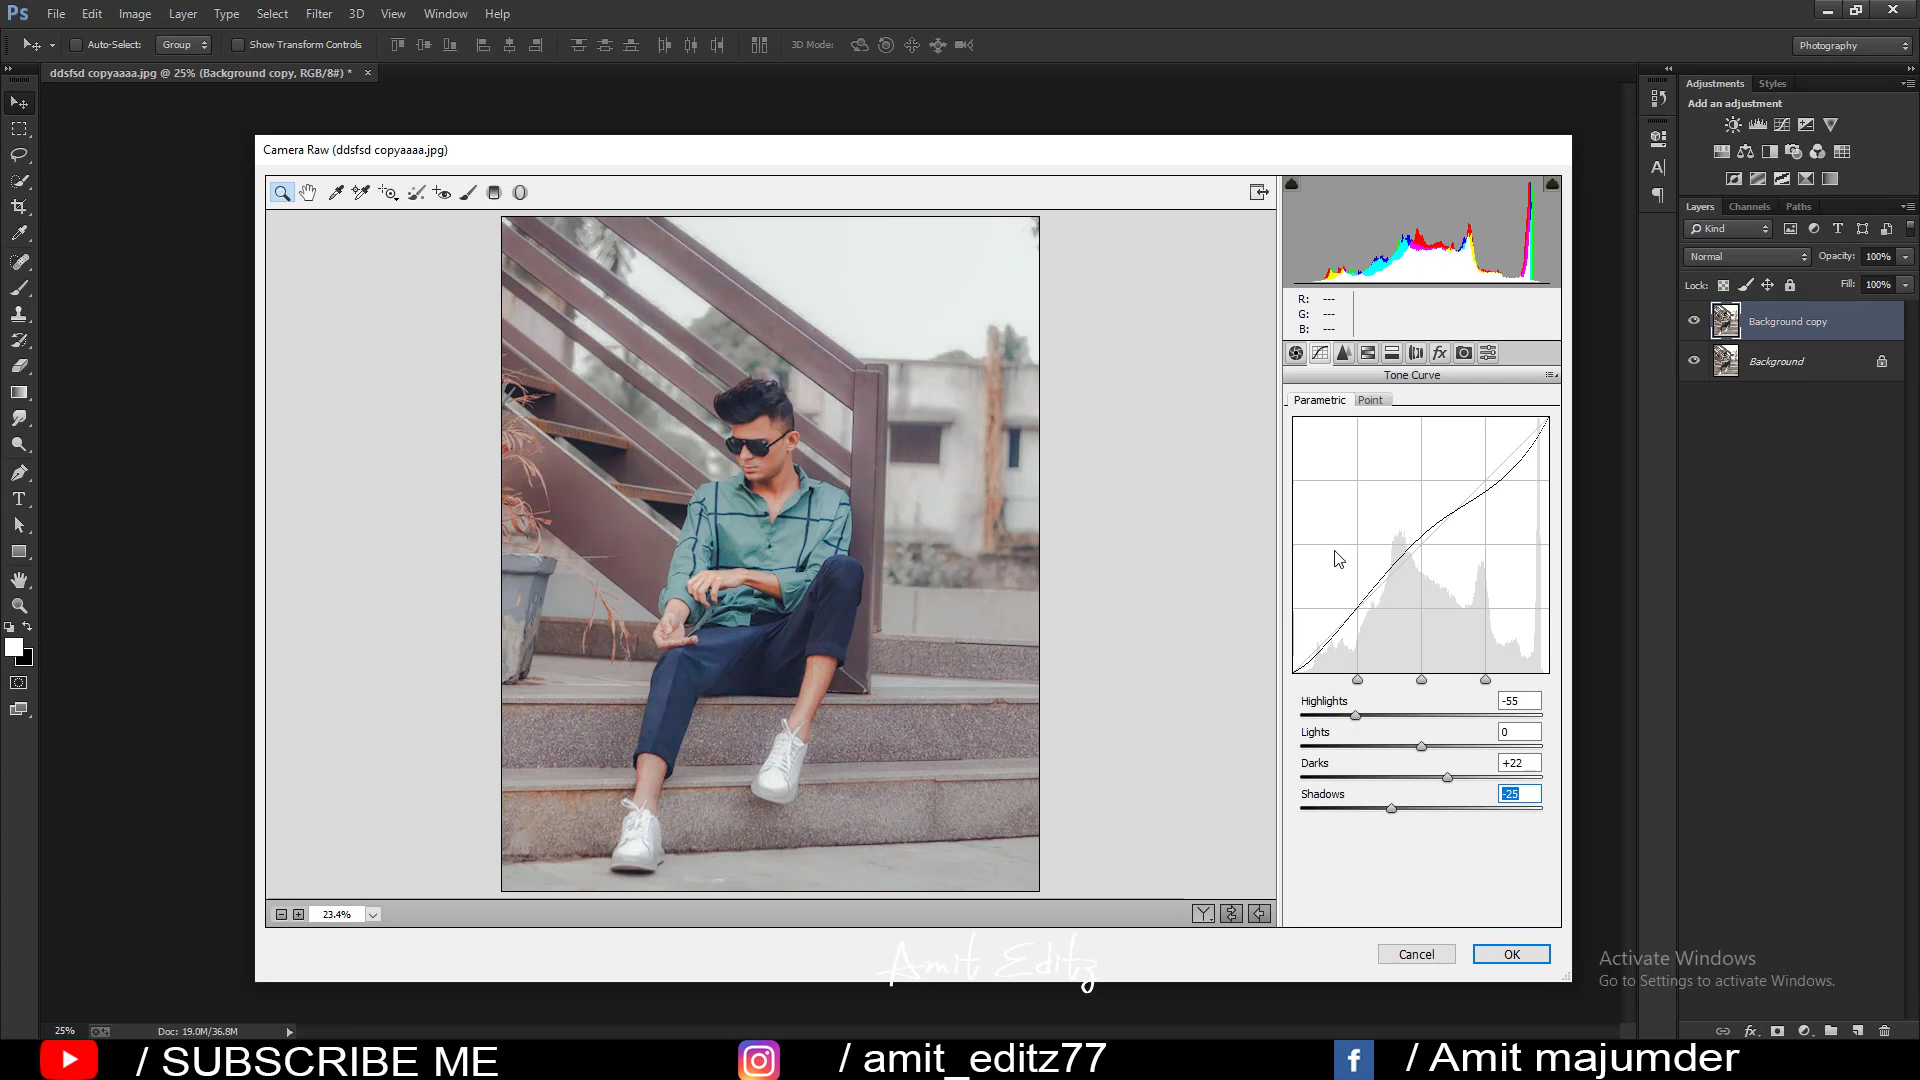 Ps File Edit Image Layer Type Select Filter 3D View Window Help
Auto-Select: Group Show Transform Controls 3D Mode: Photography
ddsfsd copyaaaa.jpg @ 25% (Background copy, RGB/8#) * ×
Camera Raw (ddsfsd copyaaaa.jpg)
R: ---
G: ---
B: ---
Tone Curve
Parametric Point
Highlights -55
Lights 0
Darks +22
Shadows -25
23.4%
Cancel OK
Amit Editz
Adjustments Styles
Add an adjustment
Layers Channels Paths
Kind
Normal Opacity: 100%
Lock: Fill: 100%
Background copy
Background
Activate Windows
Go to Settings to activate Windows.
25% Doc: 19.0M/36.8M
/ SUBSCRIBE ME / amit_editz77 / Amit majumder